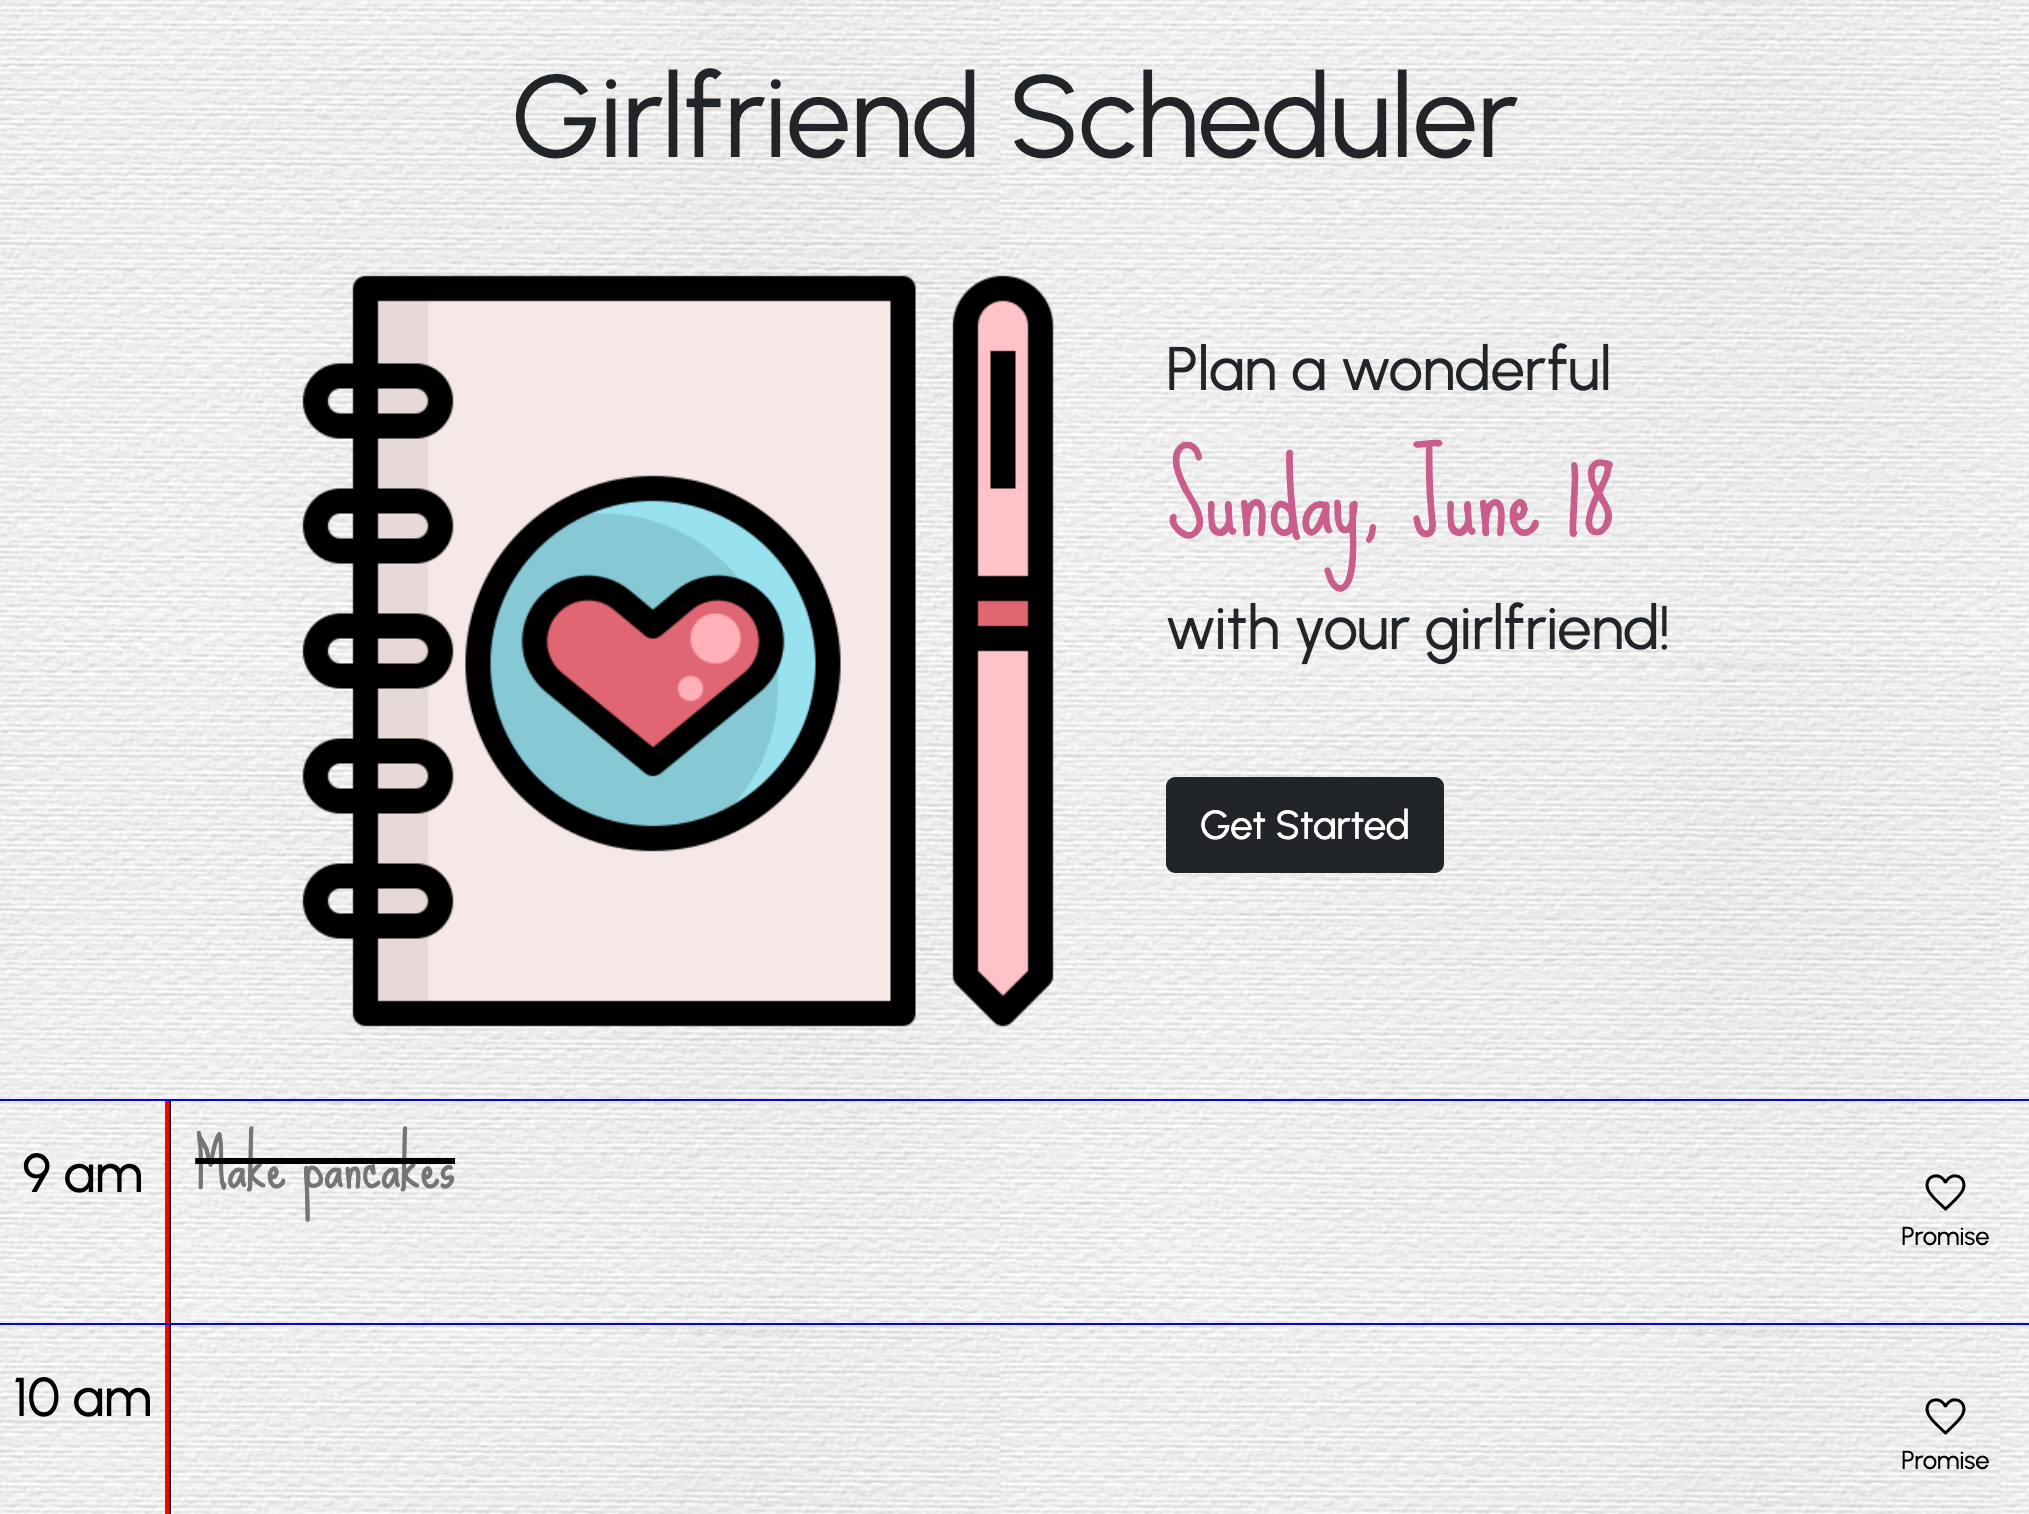 Girlfriend Scheduler
Plan a wonderful
Sunday, June 18
with your girlfriend!
Get Started
9 am
Make pancakes
Promise
10 am
Promise